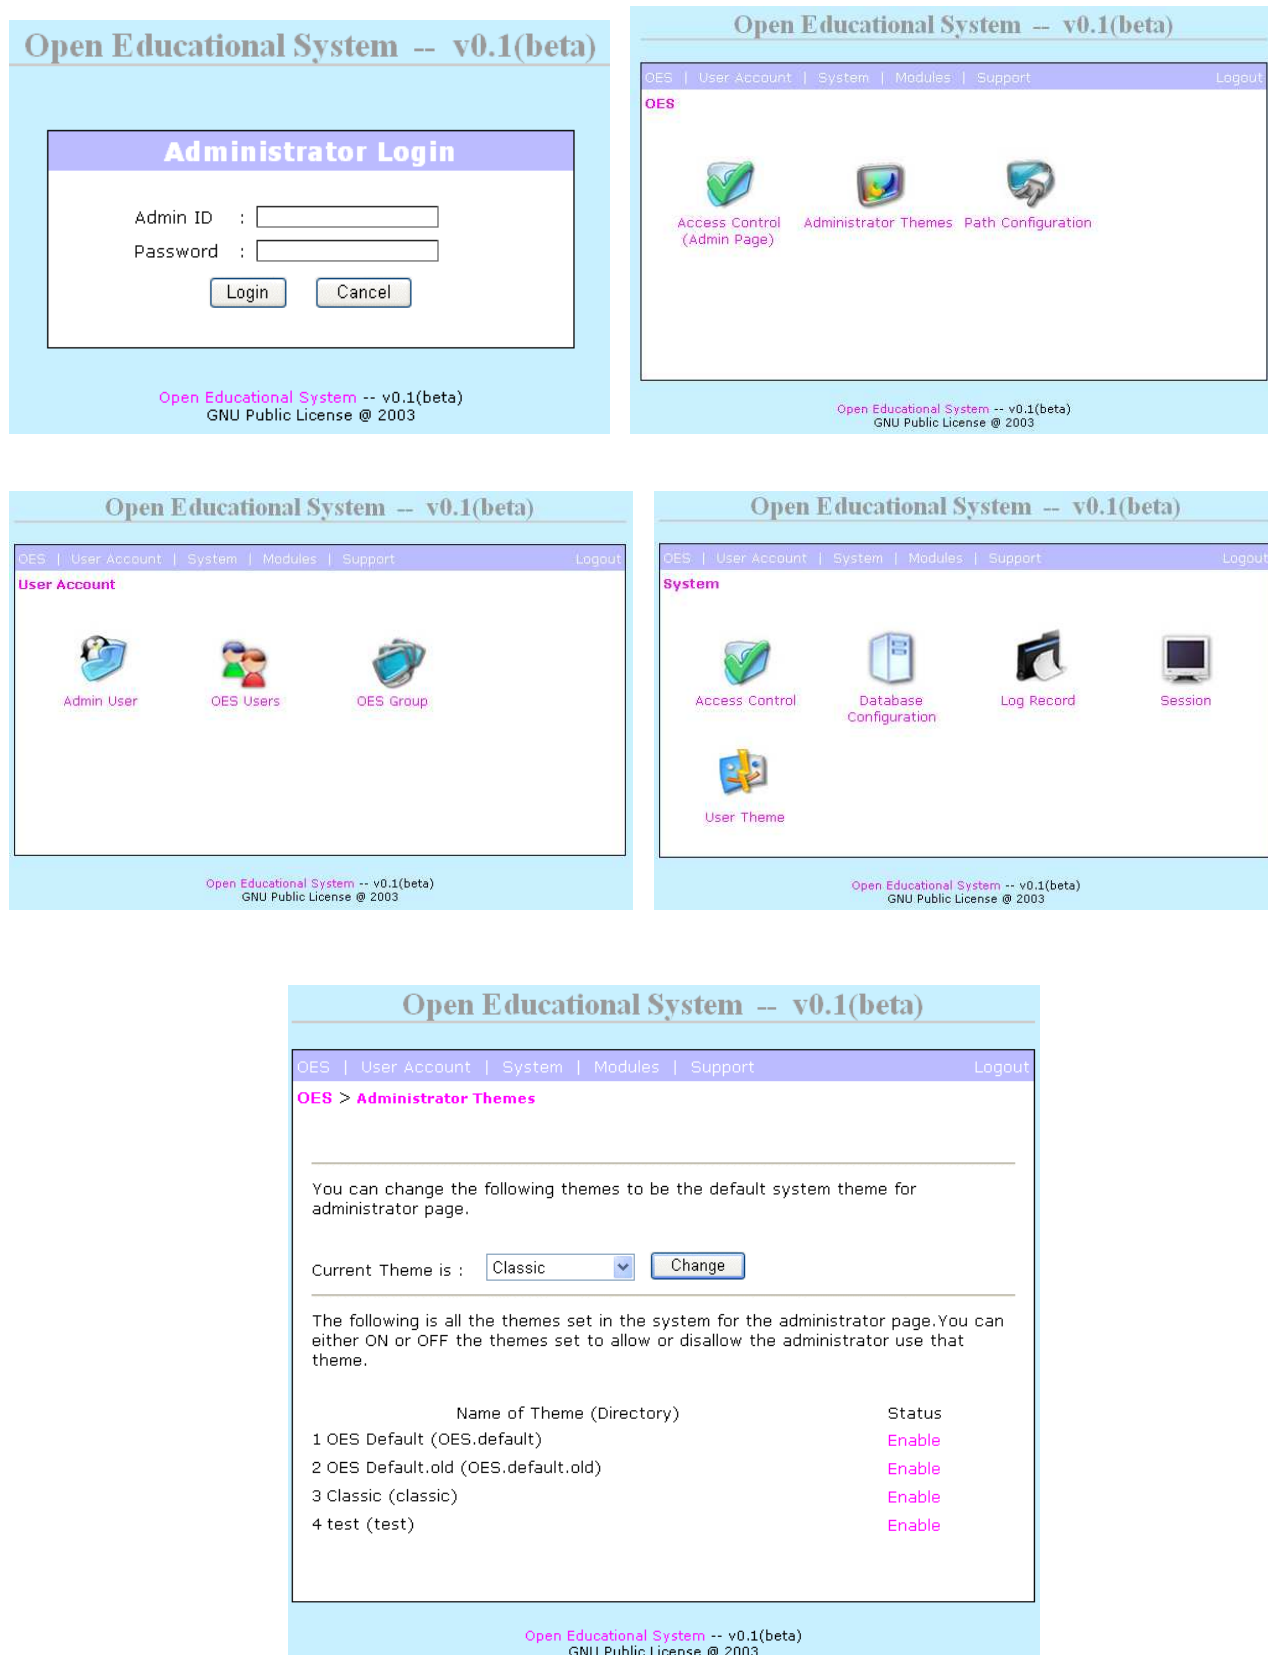 Open Educational System -- v0.1(beta)
Administrator Login
Admin ID :
Password :
Login Cancel
Open Educational System -- v0.1(beta)
GNU Public License @ 2003
Open Educational System -- v0.1(beta)
OES | User Account | System | Modules | Support Logout
OES
Access Control
(Admin Page)
Administrator Themes
Path Configuration
Open Educational System -- v0.1(beta)
GNU Public License @ 2003
Open Educational System -- v0.1(beta)
OES | User Account | System | Modules | Support Logout
User Account
Admin User
OES Users
OES Group
Open Educational System -- v0.1(beta)
GNU Public License @ 2003
Open Educational System -- v0.1(beta)
OES | User Account | System | Modules | Support Logout
System
Access Control
Database
Configuration
Log Record
Session
User Theme
Open Educational System -- v0.1(beta)
GNU Public License @ 2003
Open Educational System -- v0.1(beta)
OES | User Account | System | Modules | Support Logout
OES > Administrator Themes
You can change the following themes to be the default system theme for
administrator page.
Current Theme is : Classic Change
The following is all the themes set in the system for the administrator page.You can
either ON or OFF the themes set to allow or disallow the administrator use that
theme.
Name of Theme (Directory) Status
1 OES Default (OES.default) Enable
2 OES Default.old (OES.default.old) Enable
3 Classic (classic) Enable
4 test (test) Enable
Open Educational System -- v0.1(beta)
GNU Public License @ 2003